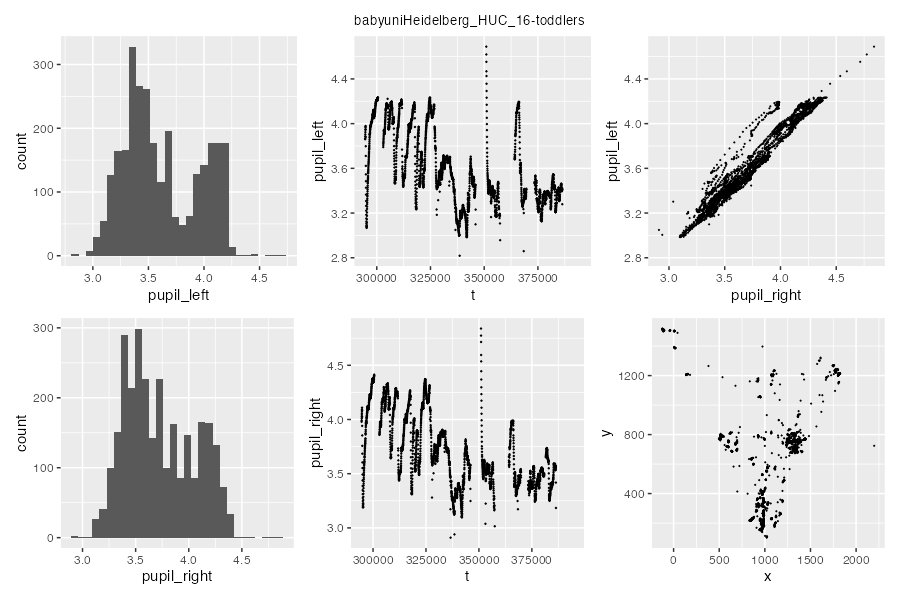 babyuniHeidelberg_HUC_16-toddlers
count
300
200
100
0
3.0 3.5 4.0 4.5
pupil_left
pupil_left
4.4
4.0
3.6
3.2
2.8
300000 325000 350000 375000
t
pupil_left
4.4
4.0
3.6
3.2
2.8
3.0 3.5 4.0 4.5
pupil_right
count
300
200
100
0
3.0 3.5 4.0 4.5
pupil_right
pupil_right
4.5
4.0
3.5
3.0
300000 325000 350000 375000
t
y
1200
800
400
0 500 1000 1500 2000
x